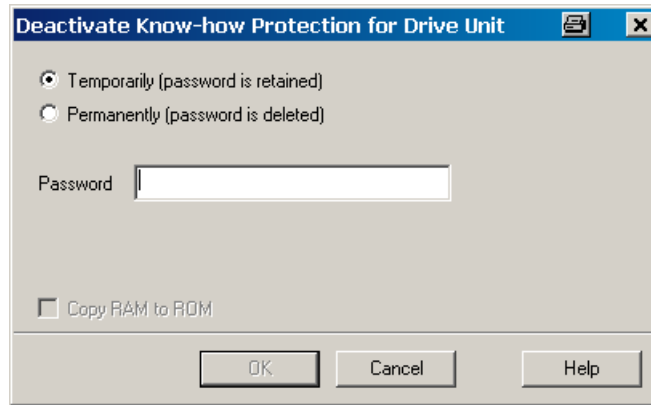 Deactivate Know-how Protection for Drive Unit
Temporarily (password is retained)
Permanently (password is deleted)
Password
Copy RAM to ROM
OK Cancel Help